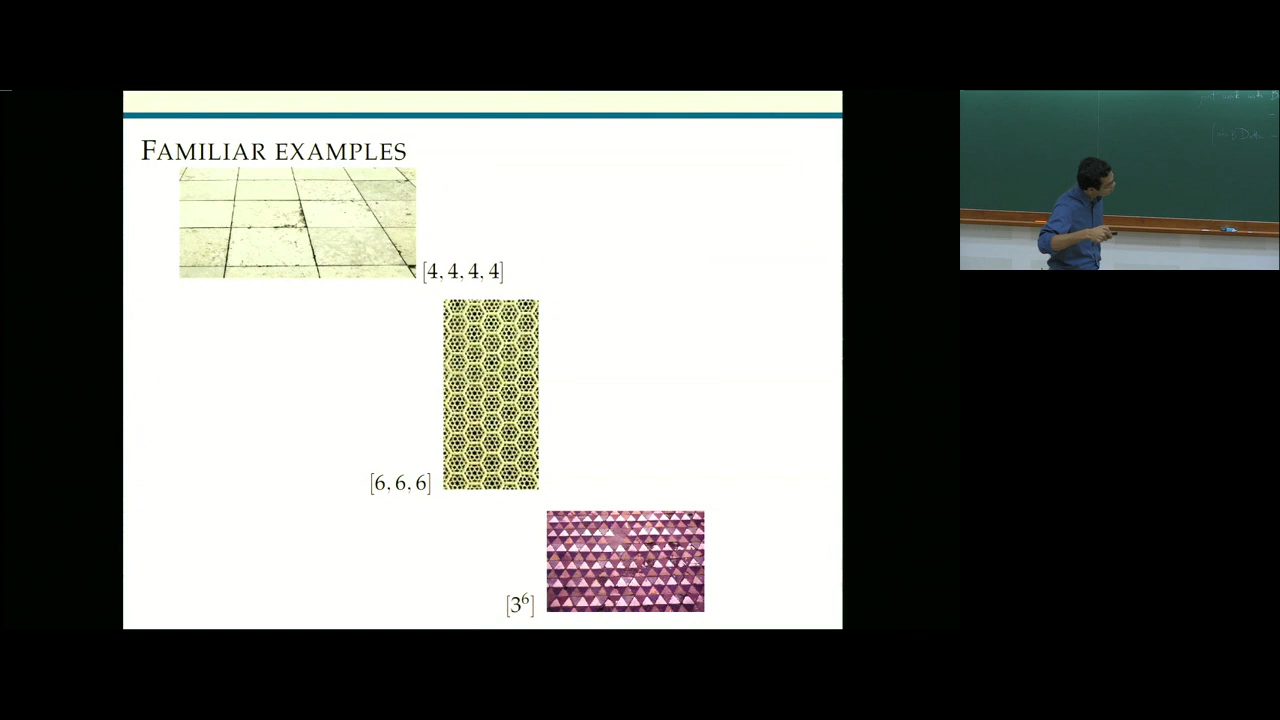 FAMILIAR EXAMPLES
[4, 4, 4, 4]
[6, 6, 6]
[3⁶]